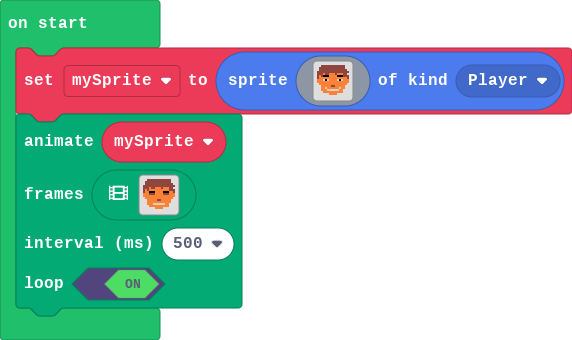 on start
set mySprite to sprite of kind Player
animate mySprite
frames
interval (ms) 500
loop ON